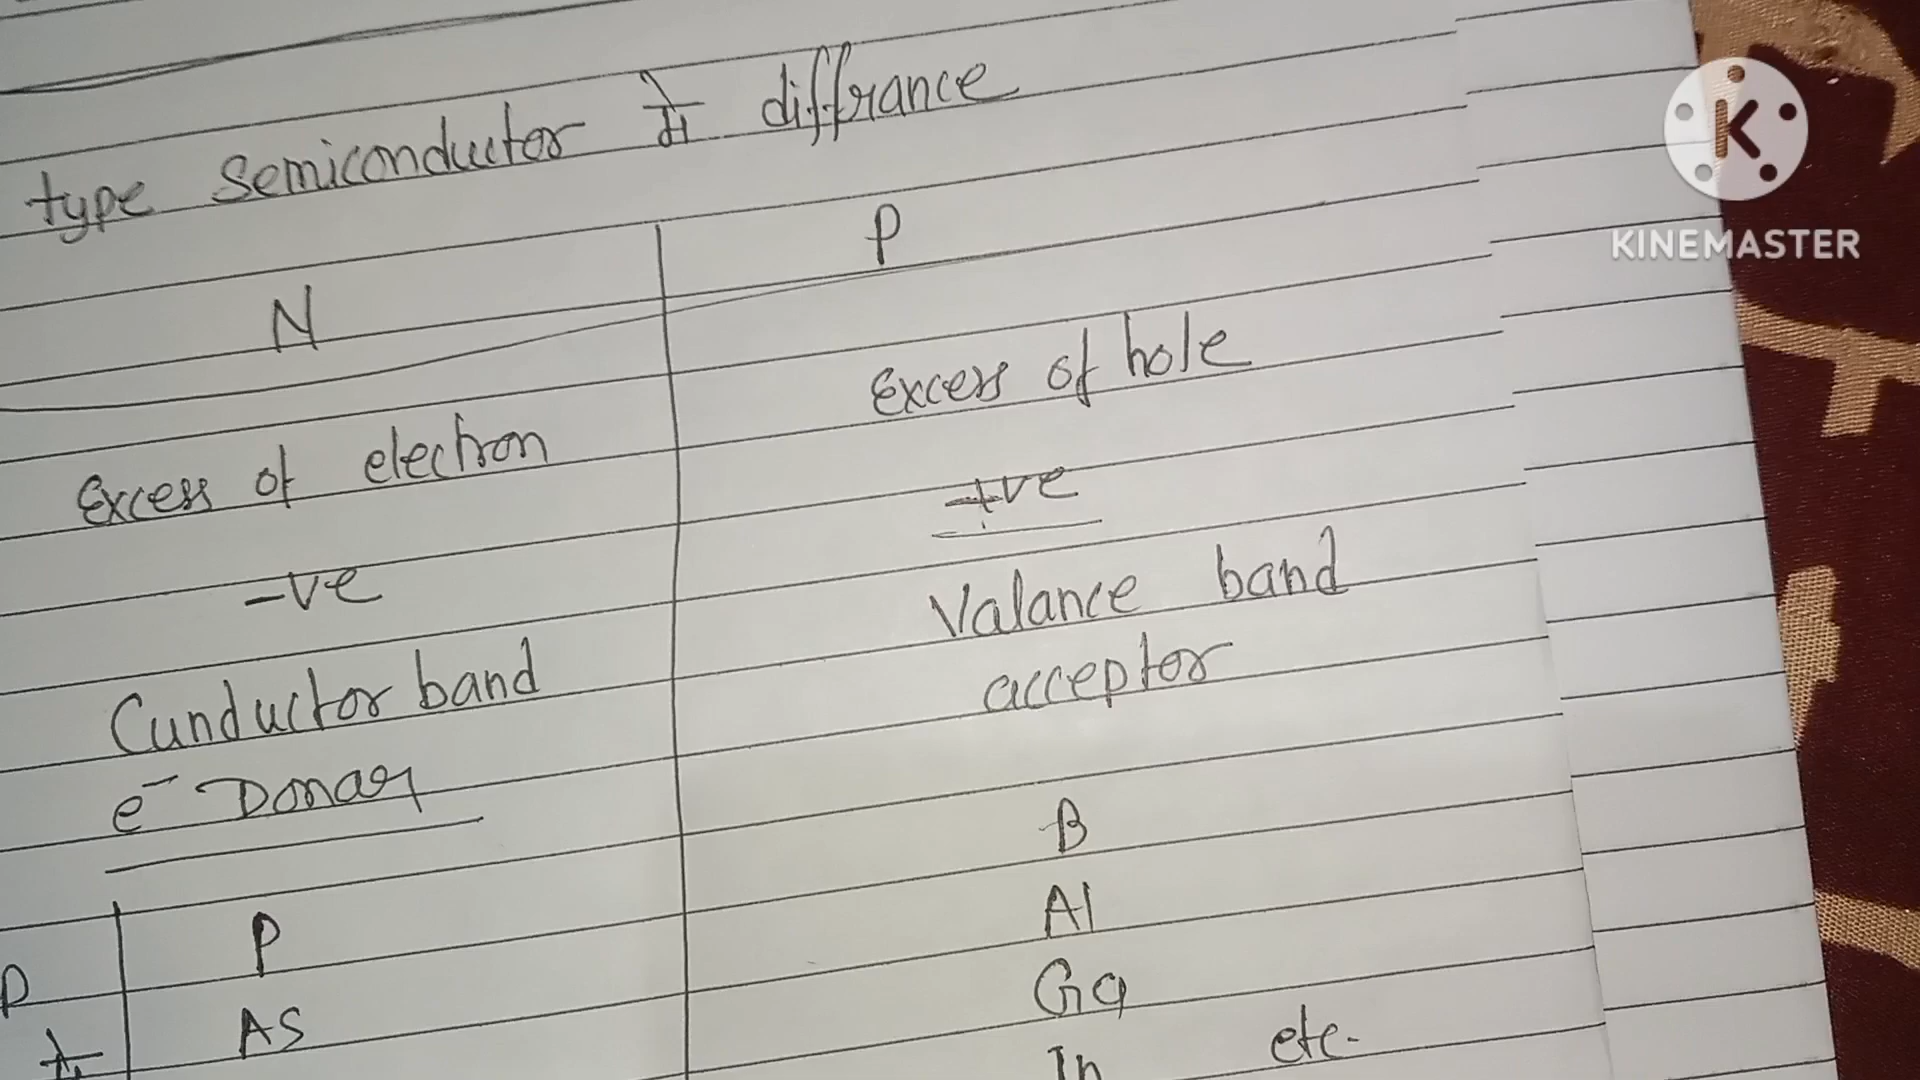 type semiconductor में diffrance
N
P
Excess of electron
Excess of hole
-ve
+ve
Cunductor band
Valance band
e⁻ Donar
acceptor
P
B
AS
Al
Ga
In etc.
में
KINEMASTER